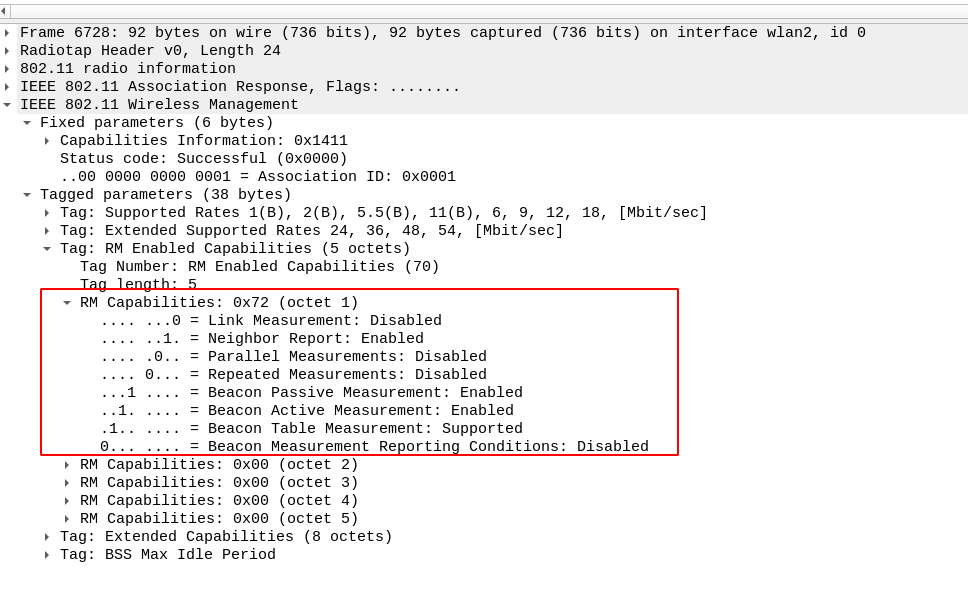 Frame 6728: 92 bytes on wire (736 bits), 92 bytes captured (736 bits) on interface wlan2, id 0
Radiotap Header v0, Length 24
802.11 radio information
IEEE 802.11 Association Response, Flags: ........
IEEE 802.11 Wireless Management
Fixed parameters (6 bytes)
Capabilities Information: 0x1411
Status code: Successful (0x0000)
..00 0000 0000 0001 = Association ID: 0x0001
Tagged parameters (38 bytes)
Tag: Supported Rates 1(B), 2(B), 5.5(B), 11(B), 6, 9, 12, 18, [Mbit/sec]
Tag: Extended Supported Rates 24, 36, 48, 54, [Mbit/sec]
Tag: RM Enabled Capabilities (5 octets)
Tag Number: RM Enabled Capabilities (70)
Tag length: 5
RM Capabilities: 0x72 (octet 1)
.... ...0 = Link Measurement: Disabled
.... ..1. = Neighbor Report: Enabled
.... .0.. = Parallel Measurements: Disabled
.... 0... = Repeated Measurements: Disabled
...1 .... = Beacon Passive Measurement: Enabled
..1. .... = Beacon Active Measurement: Enabled
.1.. .... = Beacon Table Measurement: Supported
0... .... = Beacon Measurement Reporting Conditions: Disabled
RM Capabilities: 0x00 (octet 2)
RM Capabilities: 0x00 (octet 3)
RM Capabilities: 0x00 (octet 4)
RM Capabilities: 0x00 (octet 5)
Tag: Extended Capabilities (8 octets)
Tag: BSS Max Idle Period